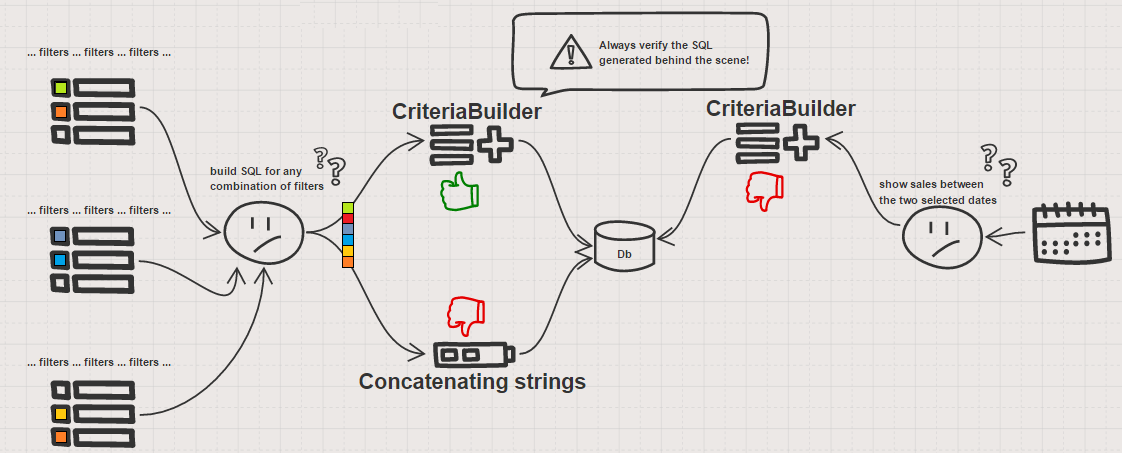 ... filters ... filters ... filters ...
Always verify the SQL
generated behind the scene!
CriteriaBuilder
CriteriaBuilder
??
build SQL for any
combination of filters
??
show sales between
the two selected dates
... filters ... filters ... filters ...
Db
... filters ... filters ... filters ...
Concatenating strings